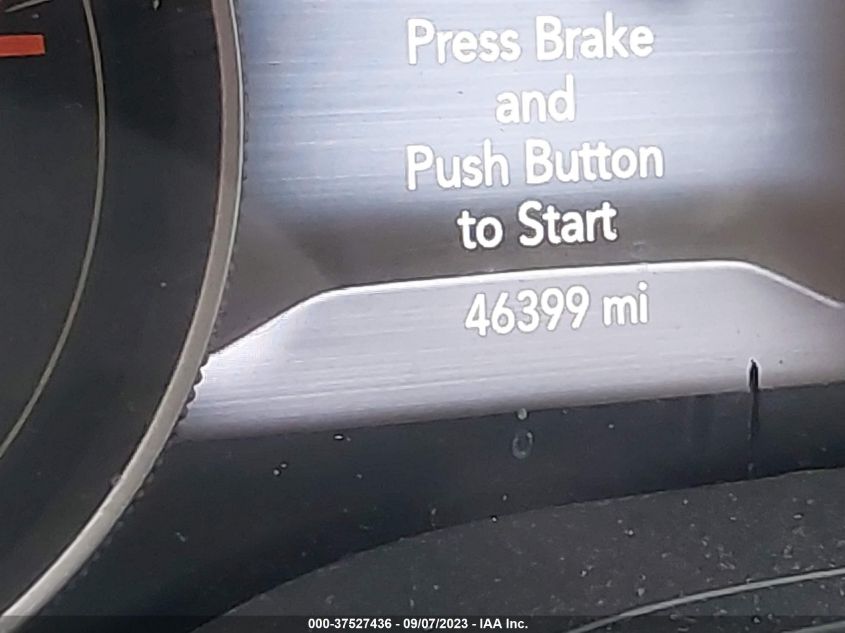 Press Brake
and
Push Button
to Start
46399 mi
000-37527436 - 09/07/2023 - IAA Inc.